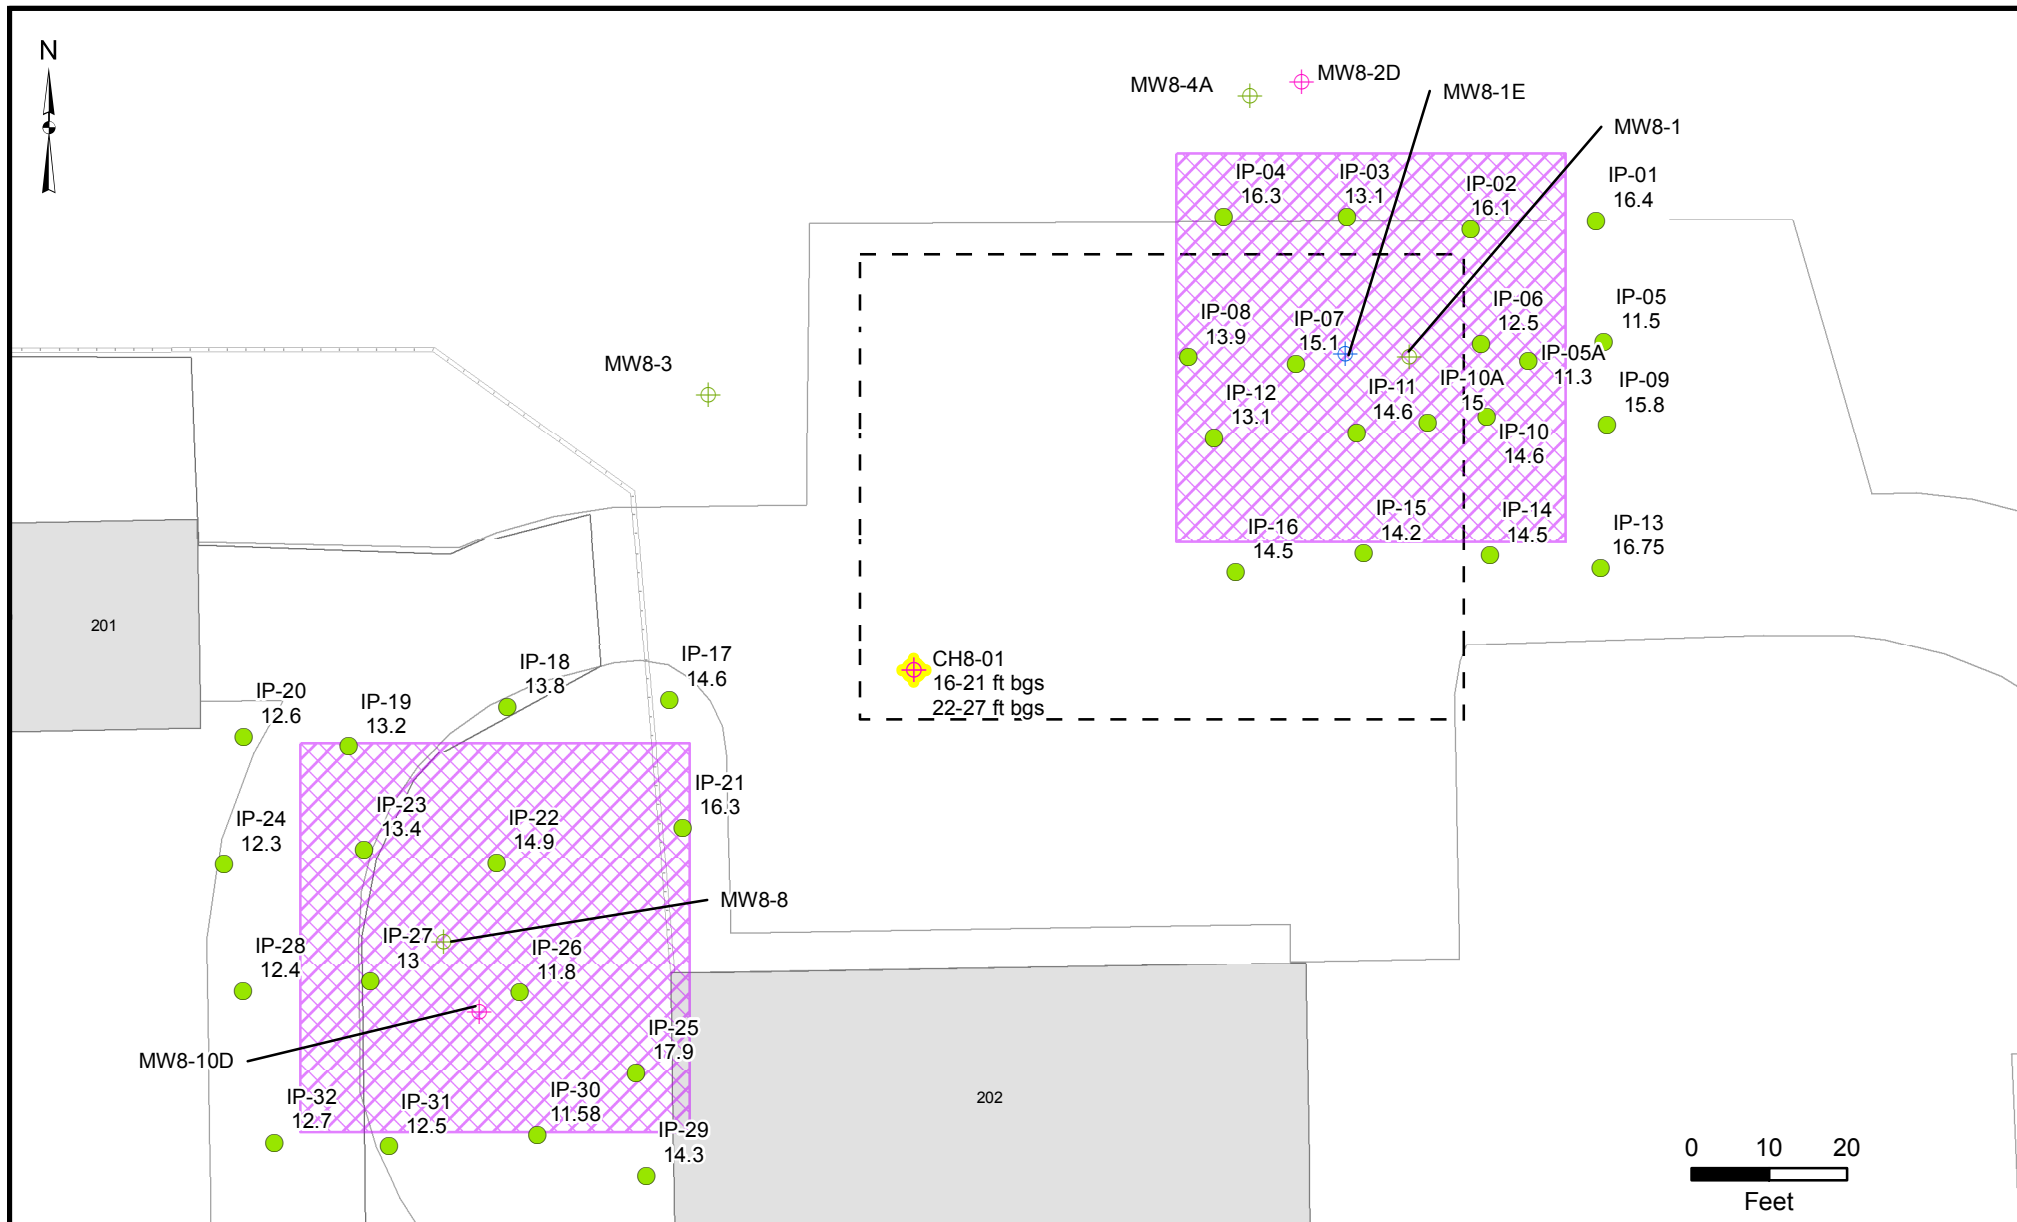 N
MW8-4A
MW8-2D
MW8-1E
MW8-1
IP-04
16.3
IP-03
13.1
IP-02
16.1
IP-01
16.4
IP-08
13.9
IP-07
15.1
IP-06
12.5
IP-05
11.5
IP-05A
11.3
MW8-3
IP-12
13.1
IP-11
14.6
IP-10A
15
IP-09
15.8
IP-10
14.6
IP-16
14.5
IP-15
14.2
IP-14
14.5
IP-13
16.75
201
CH8-01
16-21 ft bgs
22-27 ft bgs
IP-20
12.6
IP-19
13.2
IP-18
13.8
IP-17
14.6
IP-24
12.3
IP-23
13.4
IP-22
14.9
IP-21
16.3
MW8-8
IP-28
12.4
IP-27
13
IP-26
11.8
MW8-10D
IP-25
17.9
IP-32
12.7
IP-31
12.5
IP-30
11.58
IP-29
14.3
202
0 10 20
Feet